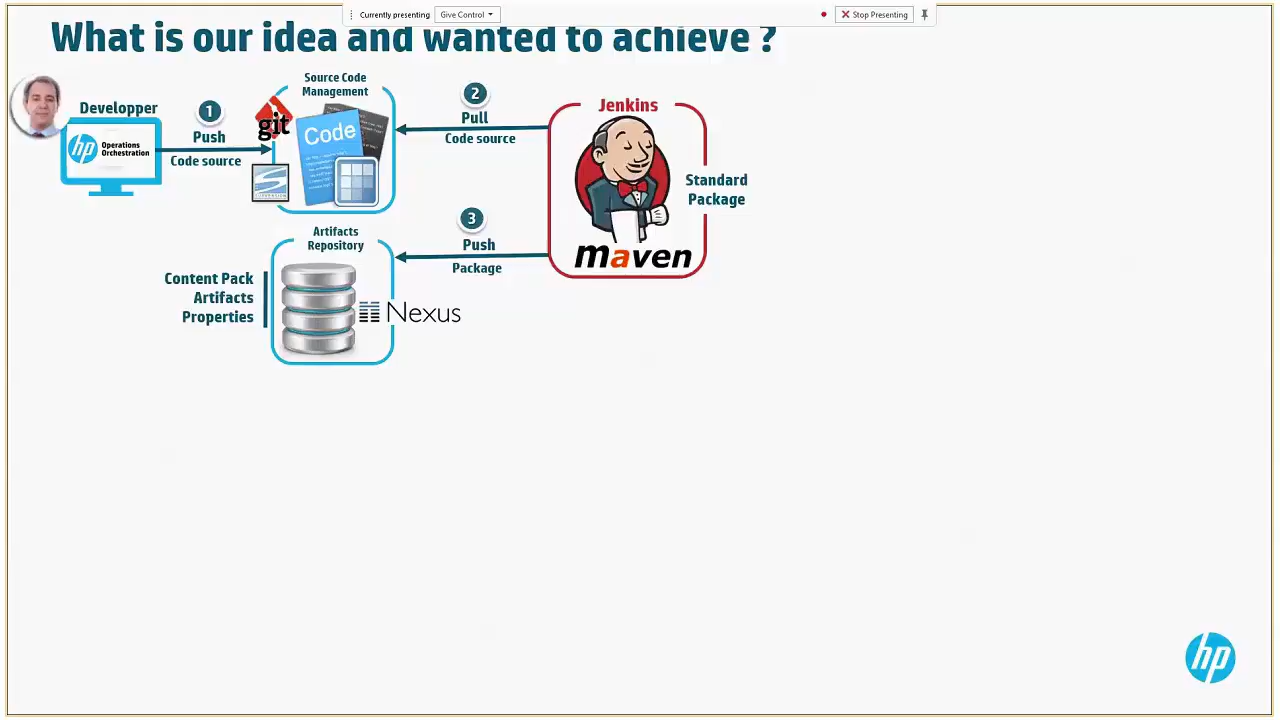 Currently presenting
Give Control
Stop Presenting
What is our idea and wanted to achieve ?
Developper
hp
Operations
Orchestration
1
Push
Code source
Source Code
Management
git
Code
2
Pull
Code source
Jenkins
Standard
Package
maven
3
Push
Package
Artifacts
Repository
Content Pack
Artifacts
Properties
Nexus
hp